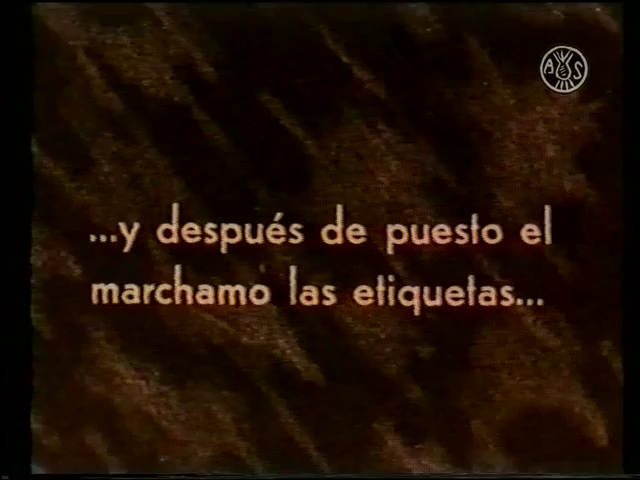 A S
...y después de puesto el
marchamo las etiquetas...